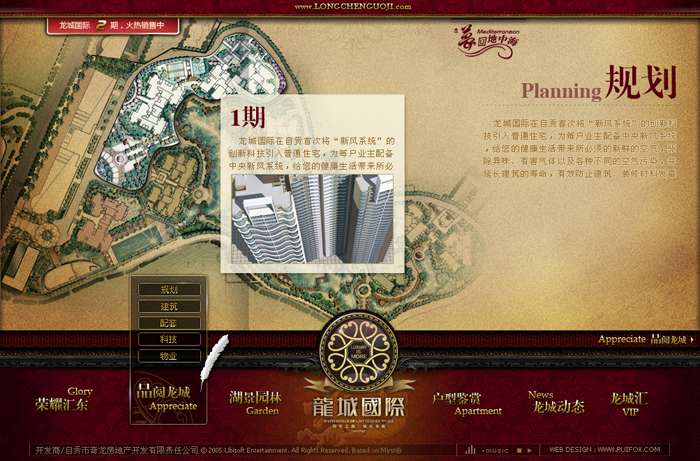 www.LONGCHENGUOJI.com
龙城国际 2 期，火热销售中
Mediterranean
地中海
Planning 规划
龙城国际在自贡首次将“新风系统”的创新科
技引入普通住宅，为每户业主配备中央新风系统
，给您的健康生活带来所必须的新鲜的空气
除异味、有害气体以及各种不同的空气污染
延长建筑的寿命，有效防止建筑、装修材料发霉
1期
龙城国际在自贡首次将“新风系统”的
创新科技引入普通住宅，为每户业主配备
中央新风系统，给您的健康生活带来所必
规划
建筑
配套
科技
物业
Appreciate 品阅龙城
LUXURY
IS
MORE
Glory
荣耀汇东
品阅龙城
Appreciate
湖景园林
Garden
龍城國際
户型鉴赏
Apartment
News
龙城动态
龙城汇
VIP
开发商/自贡市奇龙房地产开发有限责任公司 © 2005 Ubisoft Entertainment. All Rights Reserved. Based on Myst®
+MUSIC
WEB DESIGN : WWW.RUIFOX.COM